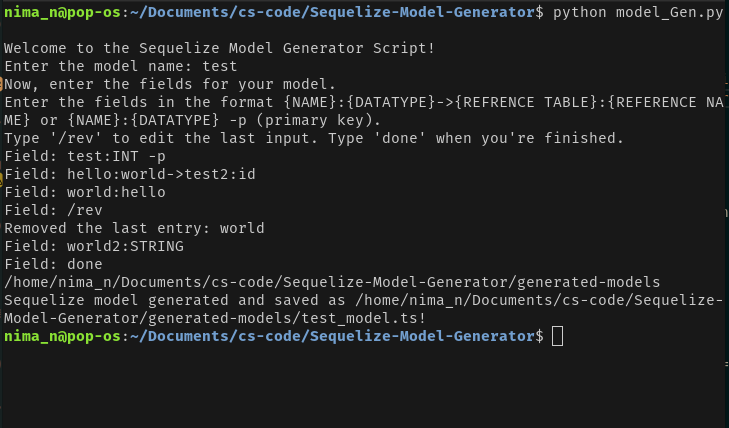 nima_n@pop-os:~/Documents/cs-code/Sequelize-Model-Generator$ python model_Gen.py
Welcome to the Sequelize Model Generator Script!
Enter the model name: test
Now, enter the fields for your model.
Enter the fields in the format {NAME}:{DATATYPE}->{REFRENCE TABLE}:{REFERENCE NA
ME} or {NAME}:{DATATYPE} -p (primary key).
Type '/rev' to edit the last input. Type 'done' when you're finished.
Field: test:INT -p
Field: hello:world->test2:id
Field: world:hello
Field: /rev
Removed the last entry: world
Field: world2:STRING
Field: done
/home/nima_n/Documents/cs-code/Sequelize-Model-Generator/generated-models
Sequelize model generated and saved as /home/nima_n/Documents/cs-code/Sequelize-
Model-Generator/generated-models/test_model.ts!
nima_n@pop-os:~/Documents/cs-code/Sequelize-Model-Generator$